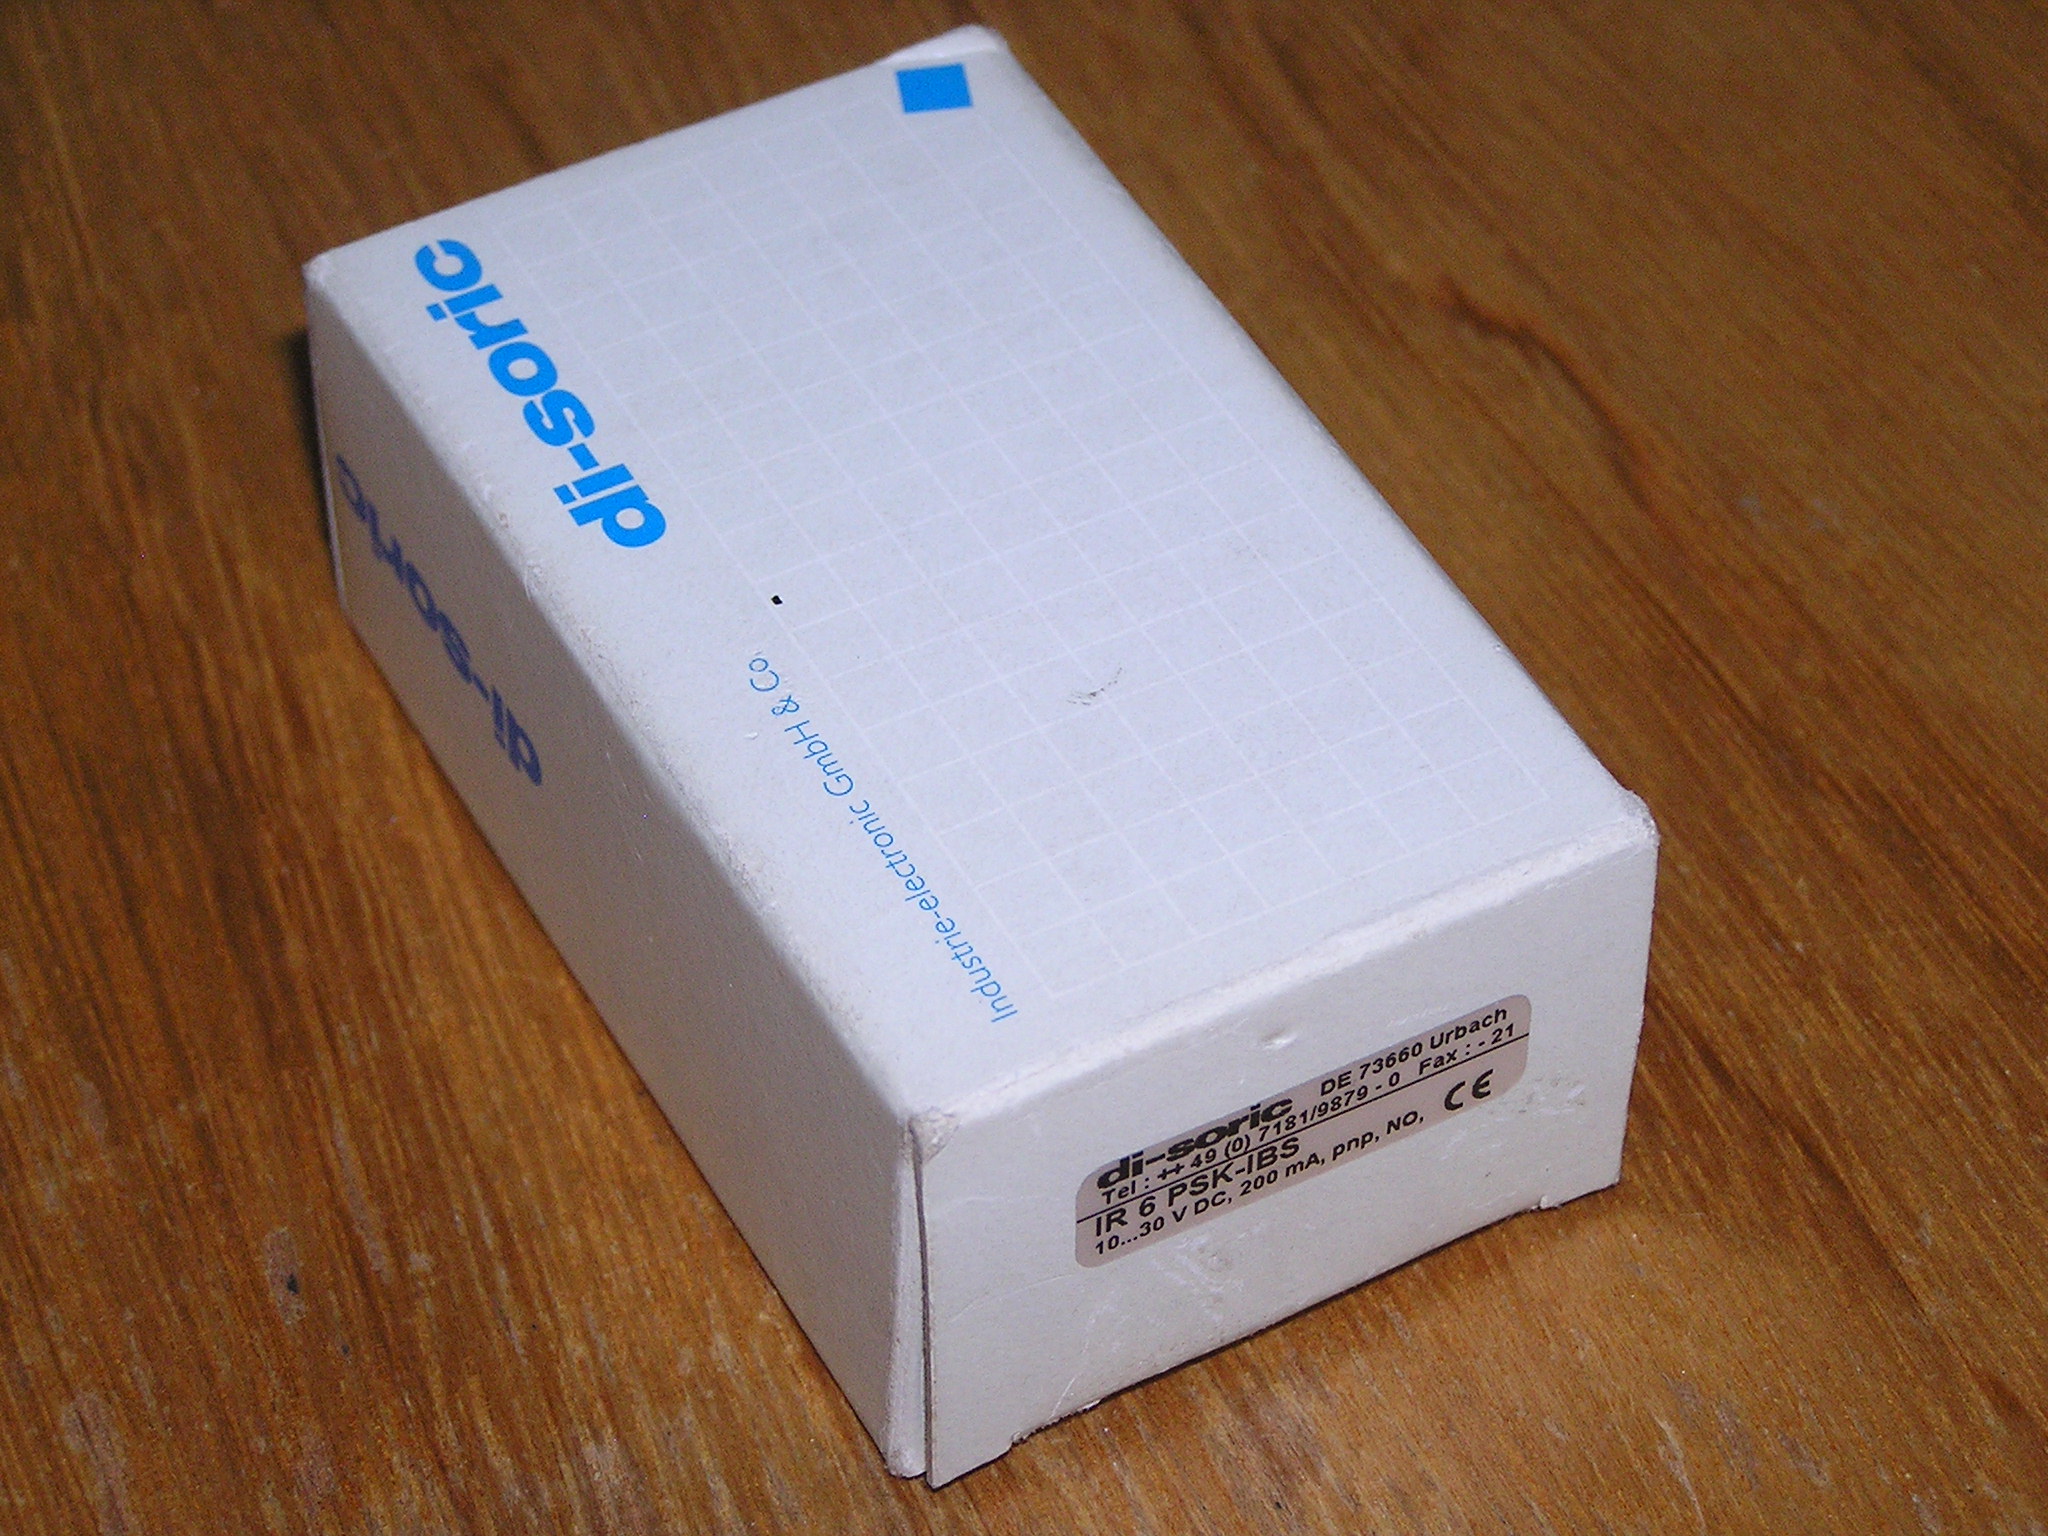 di-soric
Industrie-electronic GmbH & Co.
di-soric
di-soric DE 73660 Urbach
Tel : ++ 49 (0) 7181/9879 - 0 Fax : - 21
IR 6 PSK-IBS
10...30 V DC, 200 mA, pnp, NO, CE